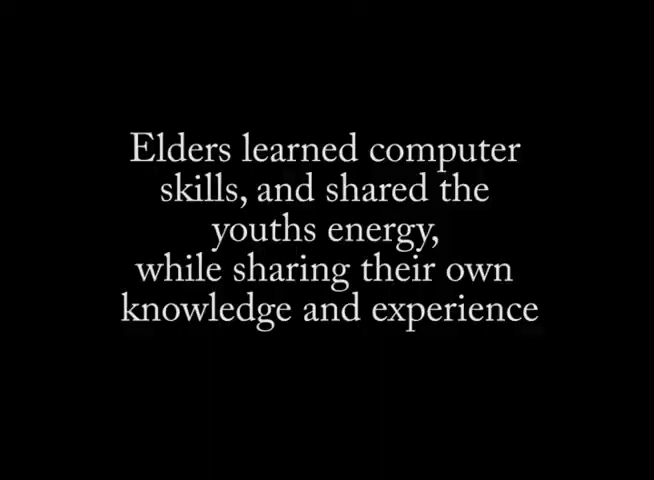 Elders learned computer
skills, and shared the
youths energy,
while sharing their own
knowledge and experience